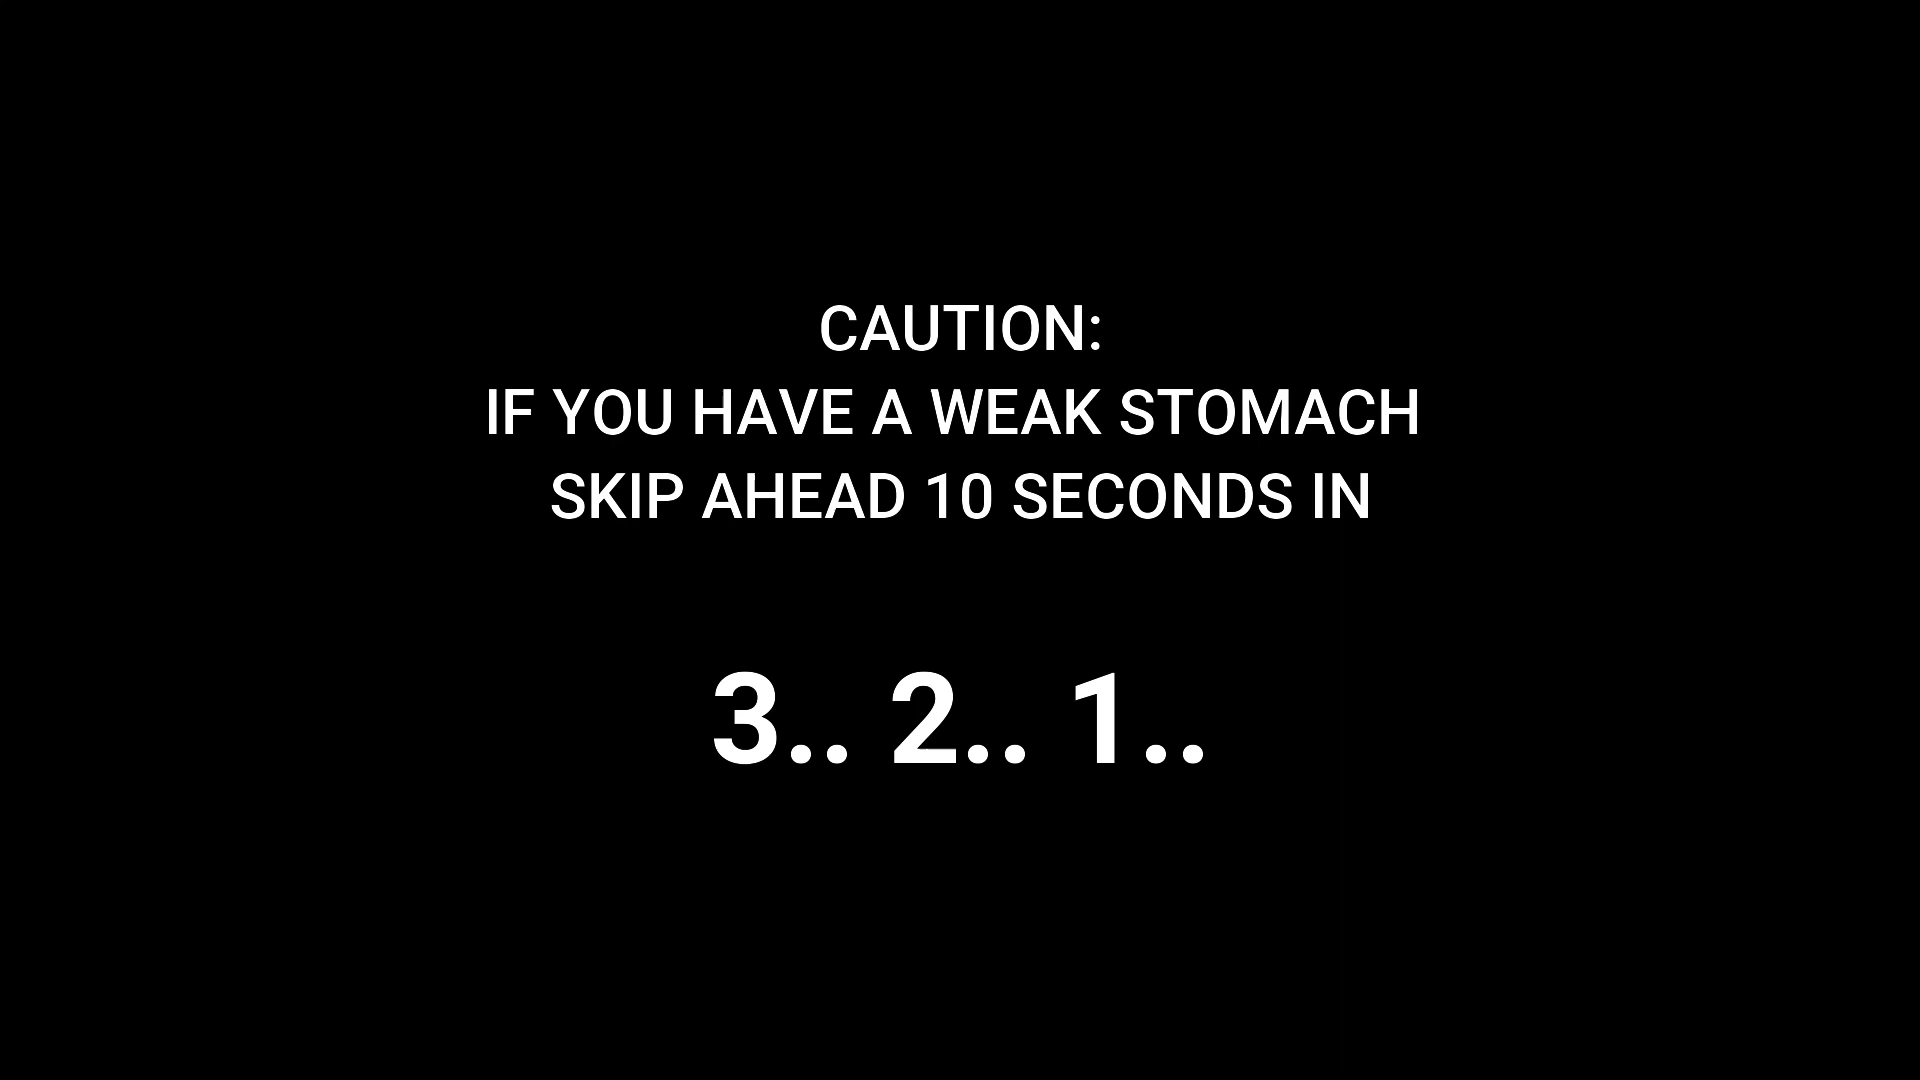 CAUTION:
IF YOU HAVE A WEAK STOMACH
SKIP AHEAD 10 SECONDS IN
3.. 2.. 1..